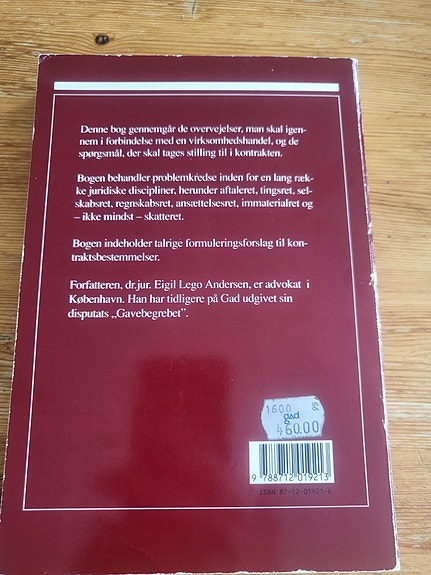 Denne bog gennemgår de overvejelser, man skal igen-
nem i forbindelse med en virksomhedshandel, og de
spørgsmål, der skal tages stilling til i kontrakten.
Bogen behandler problemkredse inden for en lang ræk-
ke juridiske discipliner, herunder aftaleret, tingsret, sel-
skabsret, regnskabsret, ansættelsesret, immaterialret og
– ikke mindst – skatteret.
Bogen indeholder talrige formuleringsforslag til kon-
traktsbestemmelser.
Forfatteren, dr.jur. Eigil Lego Andersen, er advokat i
København. Han har tidligere på Gad udgivet sin
disputats „Gavebegrebet”.
1600
gad
460.00
9 788712 019213
ISBN 87-12-01921-6